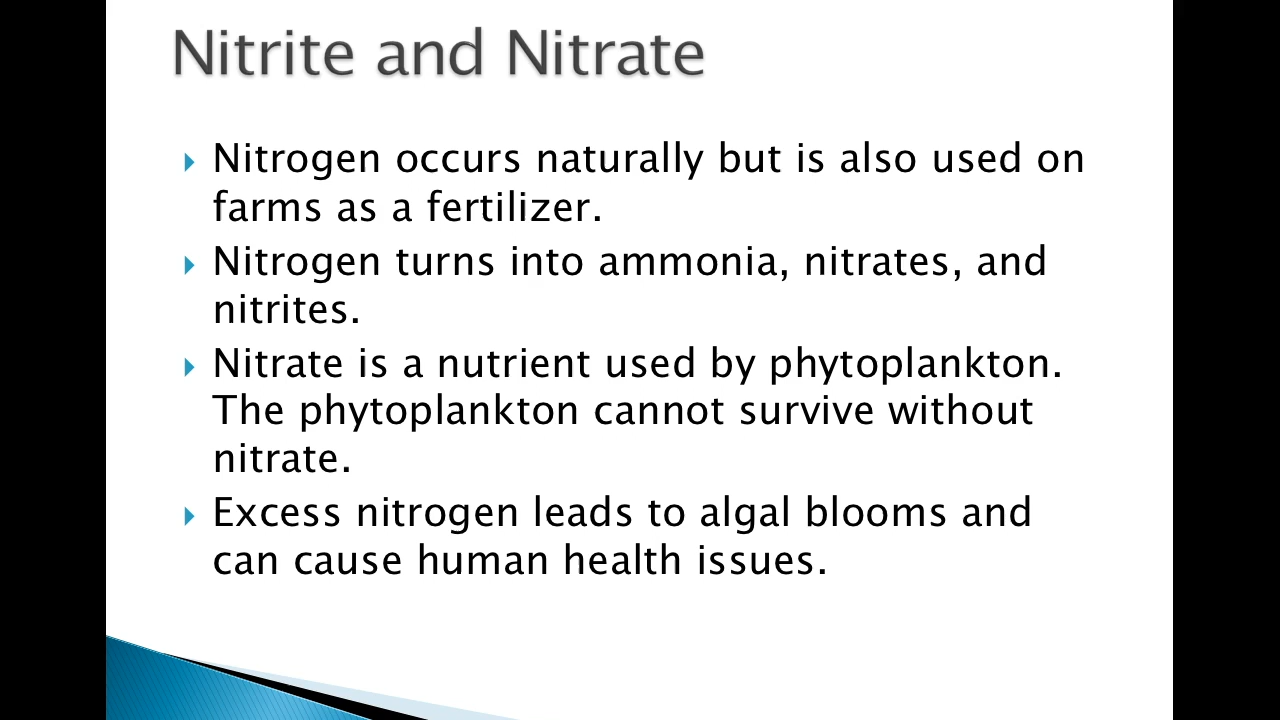 Nitrite and Nitrate
Nitrogen occurs naturally but is also used on
farms as a fertilizer.
Nitrogen turns into ammonia, nitrates, and
nitrites.
Nitrate is a nutrient used by phytoplankton.
The phytoplankton cannot survive without
nitrate.
Excess nitrogen leads to algal blooms and
can cause human health issues.